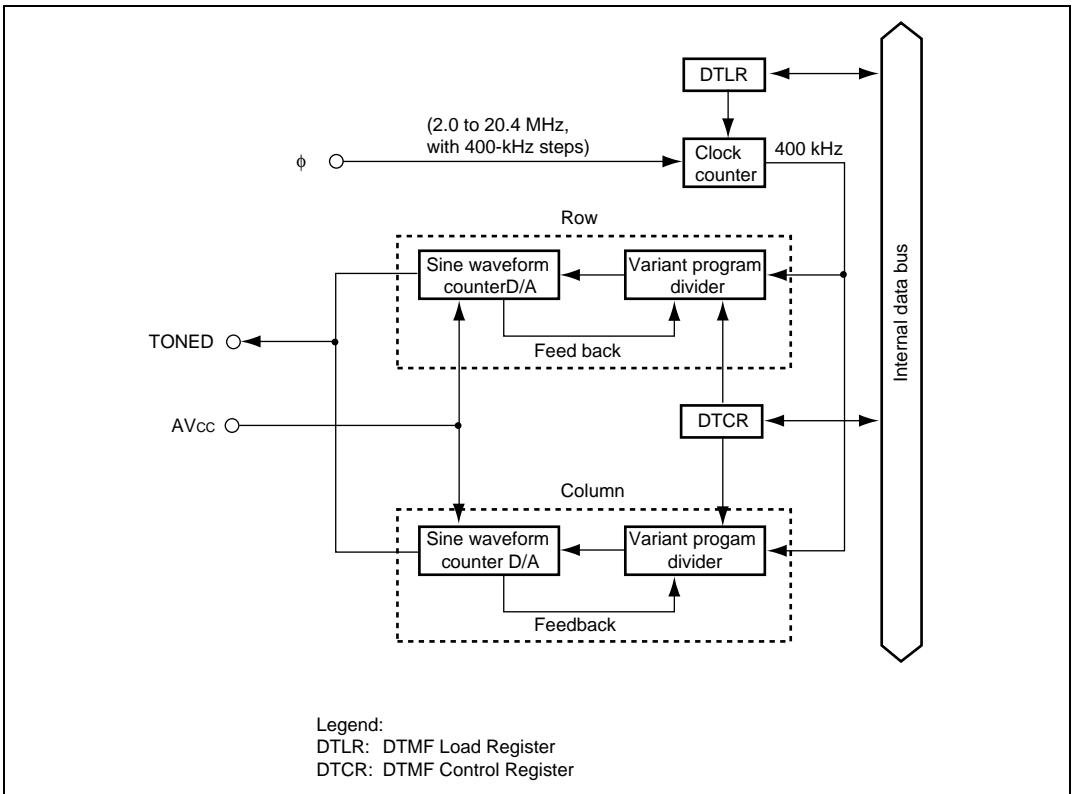 DTLR
(2.0 to 20.4 MHz,
with 400-kHz steps)
ϕ
Clock
counter
400 kHz
Row
Sine waveform
counterD/A
Variant program
divider
Feed back
TONED
AVcc
DTCR
Internal data bus
Column
Sine waveform
counter D/A
Variant progam
divider
Feedback
Legend:
DTLR: DTMF Load Register
DTCR: DTMF Control Register